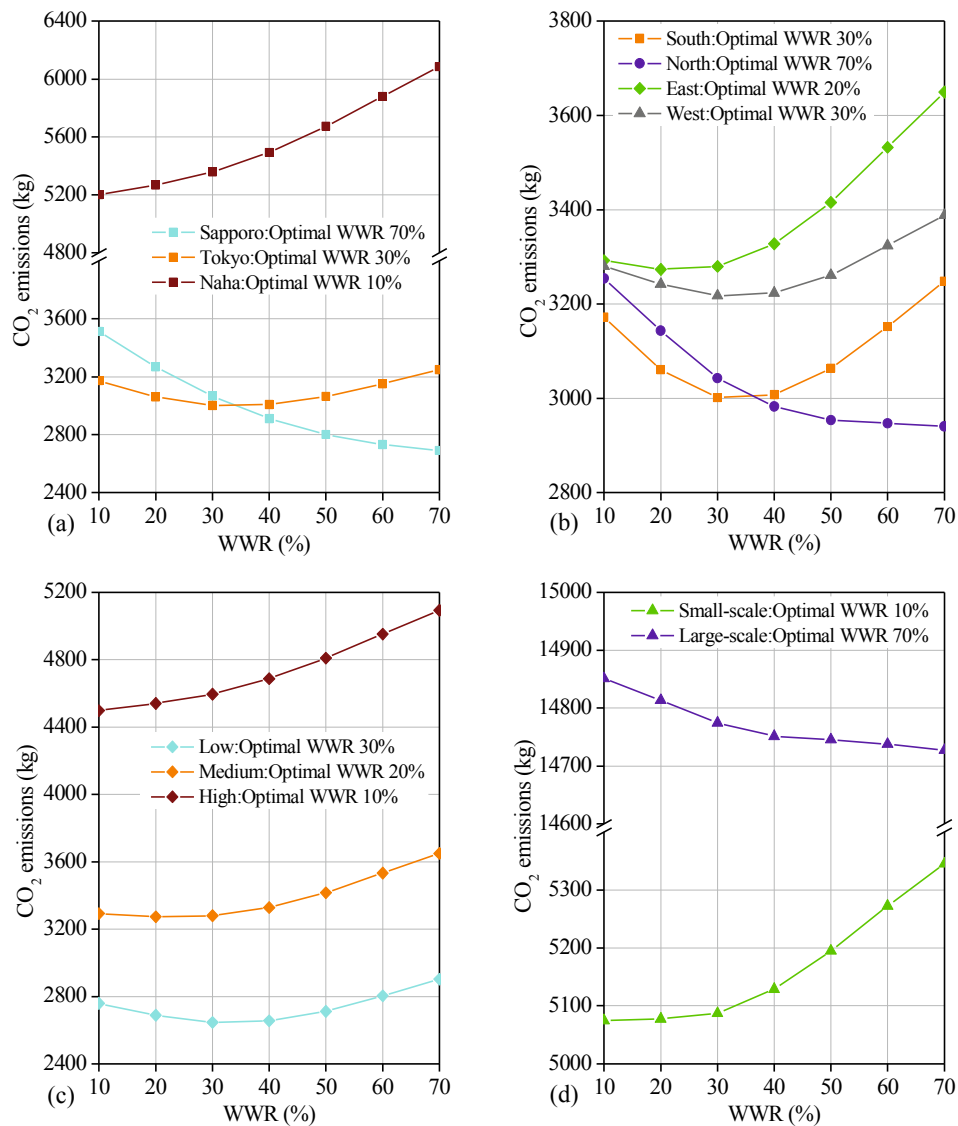 6400
6000
5600
5200
4800
3600
3200
2800
2400
CO2 emissions (kg)
Sapporo:Optimal WWR 70%
Tokyo:Optimal WWR 30%
Naha:Optimal WWR 10%
10 20 30 40 50 60 70
(a)
WWR (%)
3800
3600
3400
3200
3000
2800
CO2 emissions (kg)
South:Optimal WWR 30%
North:Optimal WWR 70%
East:Optimal WWR 20%
West:Optimal WWR 30%
10 20 30 40 50 60 70
(b)
WWR (%)
5200
4800
4400
4000
3600
3200
2800
2400
CO2 emissions (kg)
Low:Optimal WWR 30%
Medium:Optimal WWR 20%
High:Optimal WWR 10%
10 20 30 40 50 60 70
(c)
WWR (%)
15000
14900
14800
14700
14600
5300
5200
5100
5000
CO2 emissions (kg)
Small-scale:Optimal WWR 10%
Large-scale:Optimal WWR 70%
10 20 30 40 50 60 70
(d)
WWR (%)